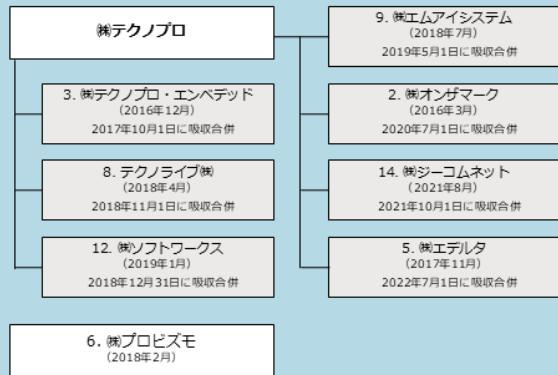 ㈱テクノプロ
3. ㈱テクノプロ・エンベデッド
(2016年12月)
2017年10月1日に吸収合併
8. テクノライブ㈱
(2018年4月)
2018年11月1日に吸収合併
12. ㈱ソフトワークス
(2019年1月)
2018年12月31日に吸収合併
6. ㈱プロビズモ
(2018年2月)
9. ㈱エムアイシステム
(2018年7月)
2019年5月1日に吸収合併
2. ㈱オンザマーク
(2016年3月)
2020年7月1日に吸収合併
14. ㈱ジーコムネット
(2021年8月)
2021年10月1日に吸収合併
5. ㈱エデルタ
(2017年11月)
2022年7月1日に吸収合併